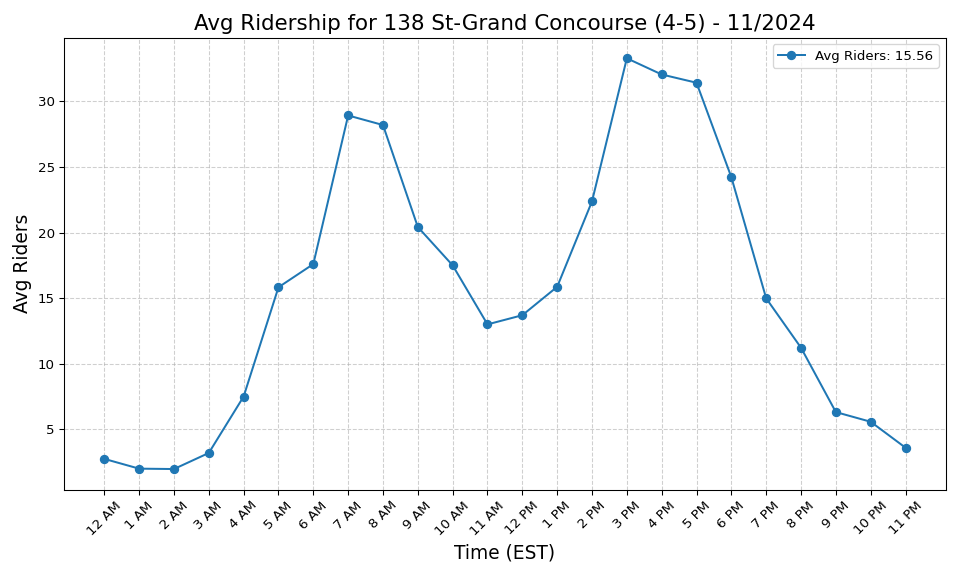 Avg Ridership for 138 St-Grand Concourse (4-5) - 11/2024
Avg Riders: 15.56
Avg Riders
30
25
20
15
10
5
12 AM
1 AM
2 AM
3 AM
4 AM
5 AM
6 AM
7 AM
8 AM
9 AM
10 AM
11 AM
12 PM
1 PM
2 PM
3 PM
4 PM
5 PM
6 PM
7 PM
8 PM
9 PM
10 PM
11 PM
Time (EST)